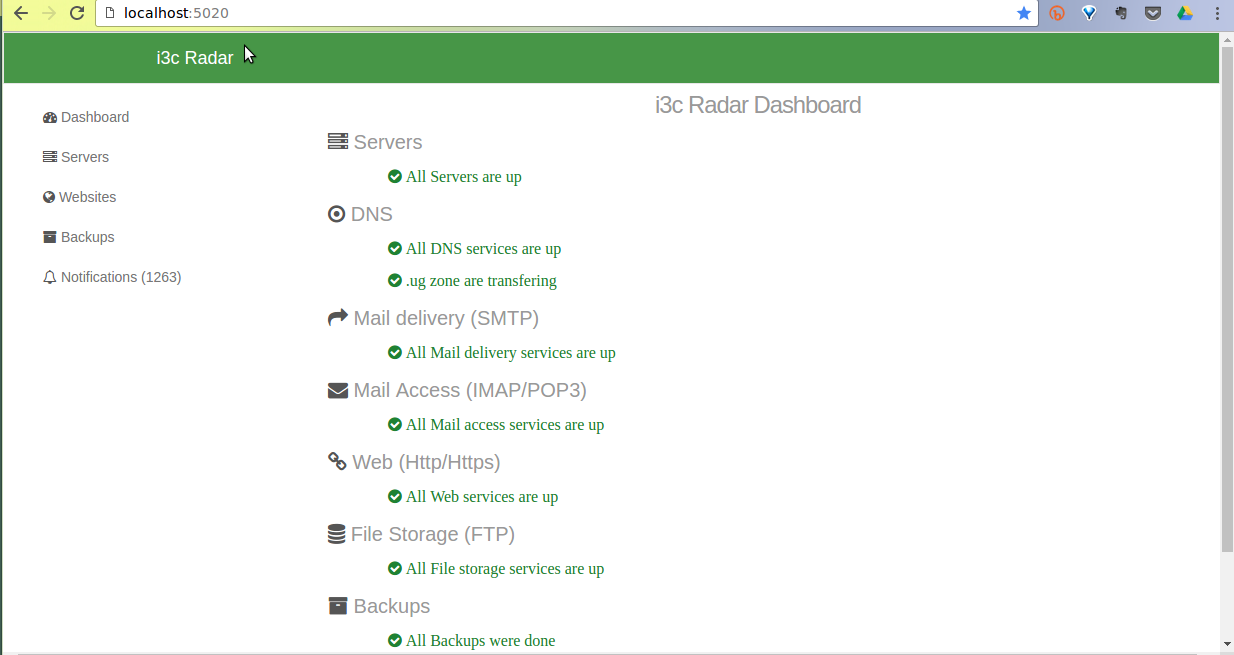 localhost:5020
i3c Radar
Dashboard
Servers
Websites
Backups
Notifications (1263)
i3c Radar Dashboard
Servers
All Servers are up
DNS
All DNS services are up
.ug zone are transfering
Mail delivery (SMTP)
All Mail delivery services are up
Mail Access (IMAP/POP3)
All Mail access services are up
Web (Http/Https)
All Web services are up
File Storage (FTP)
All File storage services are up
Backups
All Backups were done